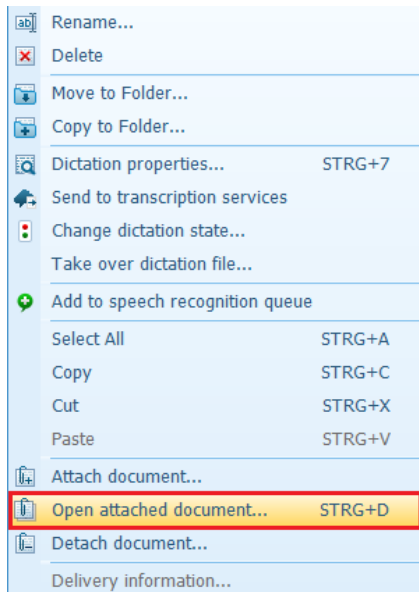 Rename...
Delete
Move to Folder...
Copy to Folder...
Dictation properties... STRG+7
Send to transcription services
Change dictation state...
Take over dictation file...
Add to speech recognition queue
Select All STRG+A
Copy STRG+C
Cut STRG+X
Paste STRG+V
Attach document...
Open attached document... STRG+D
Detach document...
Delivery information...